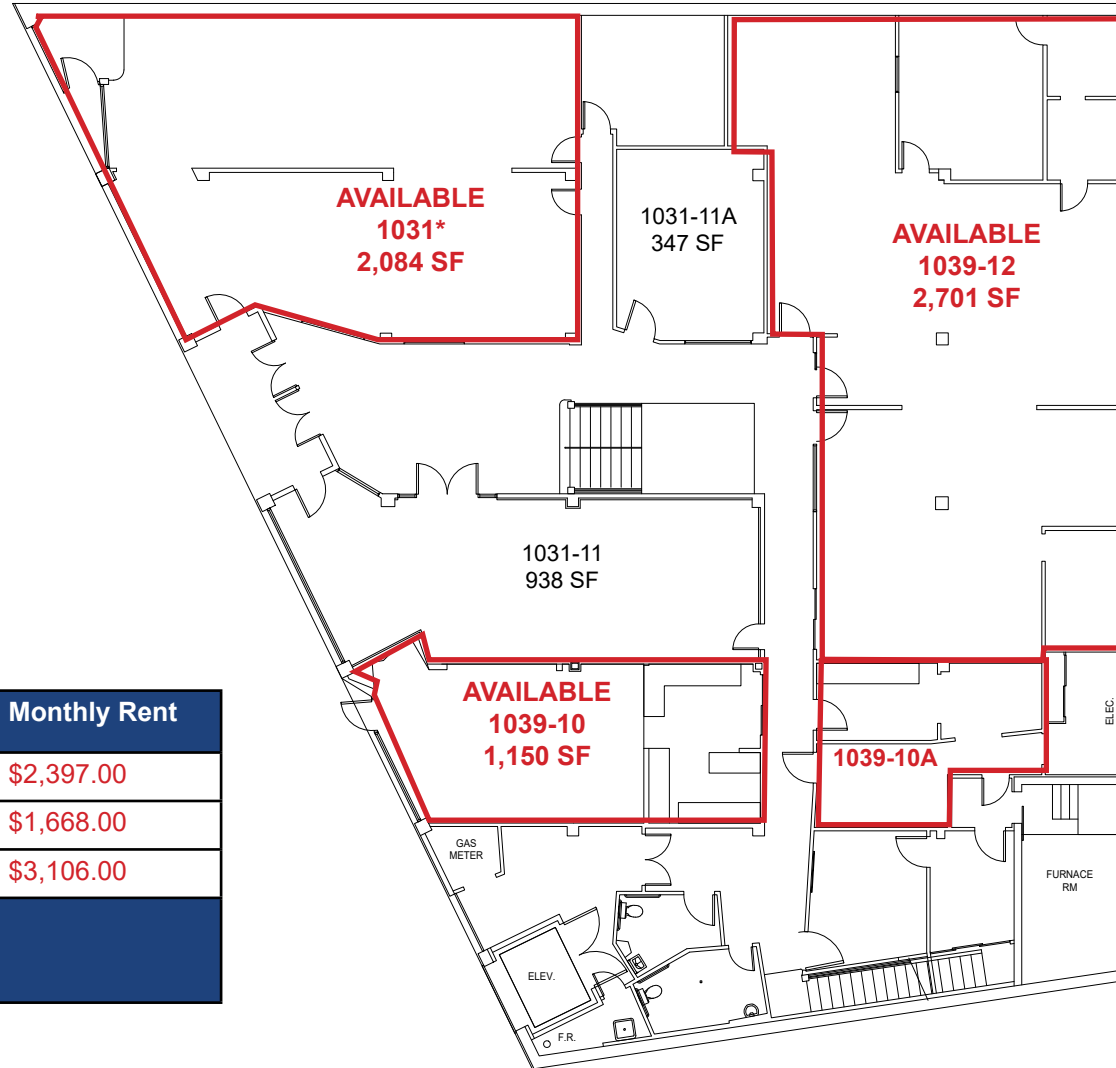 AVAILABLE
1031*
2,084 SF
1031-11A
347 SF
AVAILABLE
1039-12
2,701 SF
1031-11
938 SF
AVAILABLE
1039-10
1,150 SF
1039-10A
ELEC.
Monthly Rent
$2,397.00
$1,668.00
$3,106.00
GAS
METER
FURNACE
RM
ELEV.
F.R.